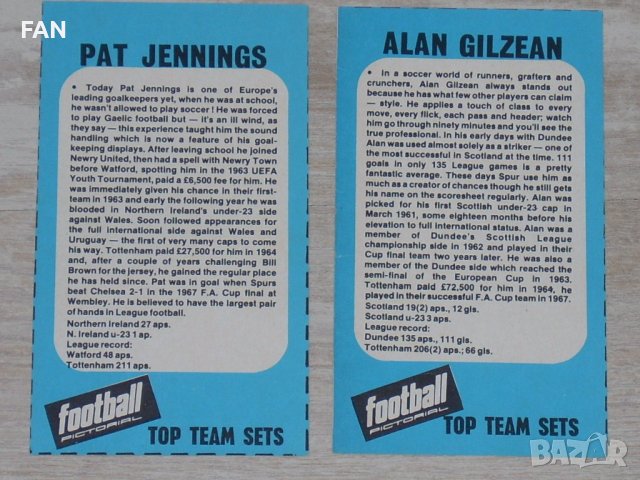 FAN
PAT JENNINGS
• Today Pat Jennings is one of Europe's
leading goalkeepers yet, when he was at school,
he wasn't allowed to play soccer! He was forced
to play Gaelic football but — it's an ill wind, as
they say — this experience taught him the sound
handling which is now a feature of his goal-
keeping displays. After leaving school he joined
Newry United, then had a spell with Newry Town
before Watford, spotting him in the 1963 UEFA
Youth Tournament, paid a £6,500 fee for him. He
was immediately given his chance in their first-
team in 1963 and early the following year he was
blooded in Northern Ireland's under-23 side
against Wales. Soon followed appearances for
the full international side against Wales and
Uruguay — the first of very many caps to come
his way. Tottenham paid £27,500 for him in 1964
and, after a couple of years challenging Bill
Brown for the jersey, he gained the regular place
he has held since. Pat was in goal when Spurs
beat Chelsea 2-1 in the 1967 F.A. Cup final at
Wembley. He is believed to have the largest pair
of hands in League football.
Northern Ireland 27 aps.
N. Ireland u-23 1 ap.
League record:
Watford 48 aps.
Tottenham 211 aps.
football
PICTORIAL
TOP TEAM SETS
ALAN GILZEAN
• In a soccer world of runners, grafters and
crunchers, Alan Gilzean always stands out
because he has what few other players can claim
— style. He applies a touch of class to every
move, every flick, each pass and header; watch
him go through ninety minutes and you'll see the
true professional. In his early days with Dundee
Alan was used almost solely as a striker — one of
the most successful in Scotland at the time. 111
goals in only 135 League games is a pretty
fantastic average. These days Spur use him as
much as a creator of chances though he still gets
his name on the scoresheet regularly. Alan was
picked for his first Scottish under-23 cap in
March 1961, some eighteen months before his
elevation to full international status. Alan was a
member of Dundee's Scottish League
championship side in 1962 and played in their
Cup final team two years later. He was also a
member of the Dundee side which reached the
semi-final of the European Cup in 1963.
Tottenham paid £72,500 for him in 1964, he
played in their successful F.A. Cup team in 1967.
Scotland 19(2) aps., 12 gls.
Scotland u-23 3 aps.
League record:
Dundee 135 aps., 111 gls.
Tottenham 206(2) aps.; 66 gls.
football
PICTORIAL
TOP TEAM SETS
BAZAR